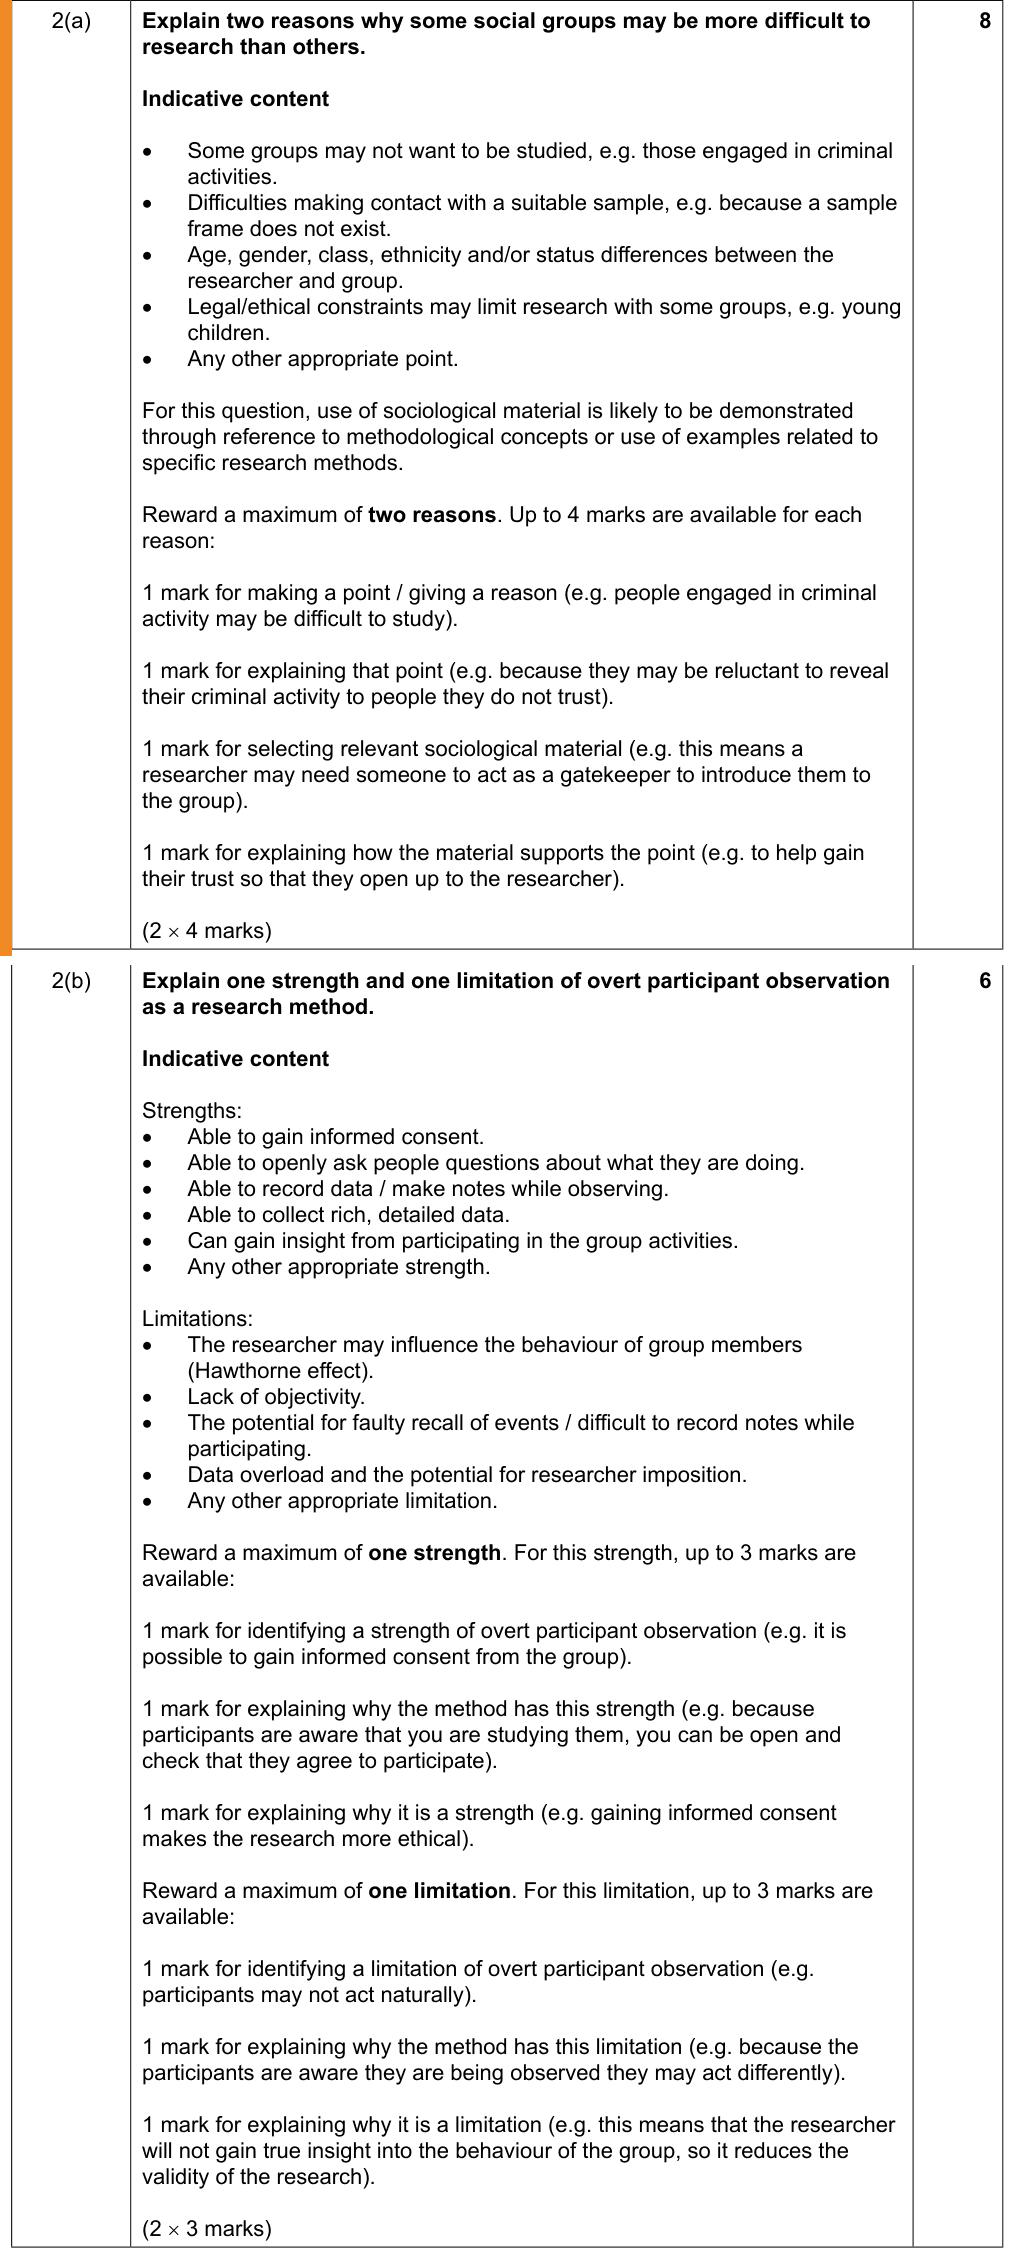 2(a) Explain two reasons why some social groups may be more difficult to 8
research than others.
Indicative content
• Some groups may not want to be studied, e.g. those engaged in criminal
activities.
• Difficulties making contact with a suitable sample, e.g. because a sample
frame does not exist.
• Age, gender, class, ethnicity and/or status differences between the
researcher and group.
• Legal/ethical constraints may limit research with some groups, e.g. young
children.
• Any other appropriate point.
For this question, use of sociological material is likely to be demonstrated
through reference to methodological concepts or use of examples related to
specific research methods.
Reward a maximum of two reasons. Up to 4 marks are available for each
reason:
1 mark for making a point / giving a reason (e.g. people engaged in criminal
activity may be difficult to study).
1 mark for explaining that point (e.g. because they may be reluctant to reveal
their criminal activity to people they do not trust).
1 mark for selecting relevant sociological material (e.g. this means a
researcher may need someone to act as a gatekeeper to introduce them to
the group).
1 mark for explaining how the material supports the point (e.g. to help gain
their trust so that they open up to the researcher).
(2 × 4 marks)
2(b) Explain one strength and one limitation of overt participant observation 6
as a research method.
Indicative content
Strengths:
• Able to gain informed consent.
• Able to openly ask people questions about what they are doing.
• Able to record data / make notes while observing.
• Able to collect rich, detailed data.
• Can gain insight from participating in the group activities.
• Any other appropriate strength.
Limitations:
• The researcher may influence the behaviour of group members
(Hawthorne effect).
• Lack of objectivity.
• The potential for faulty recall of events / difficult to record notes while
participating.
• Data overload and the potential for researcher imposition.
• Any other appropriate limitation.
Reward a maximum of one strength. For this strength, up to 3 marks are
available:
1 mark for identifying a strength of overt participant observation (e.g. it is
possible to gain informed consent from the group).
1 mark for explaining why the method has this strength (e.g. because
participants are aware that you are studying them, you can be open and
check that they agree to participate).
1 mark for explaining why it is a strength (e.g. gaining informed consent
makes the research more ethical).
Reward a maximum of one limitation. For this limitation, up to 3 marks are
available:
1 mark for identifying a limitation of overt participant observation (e.g.
participants may not act naturally).
1 mark for explaining why the method has this limitation (e.g. because the
participants are aware they are being observed they may act differently).
1 mark for explaining why it is a limitation (e.g. this means that the researcher
will not gain true insight into the behaviour of the group, so it reduces the
validity of the research).
(2 × 3 marks)